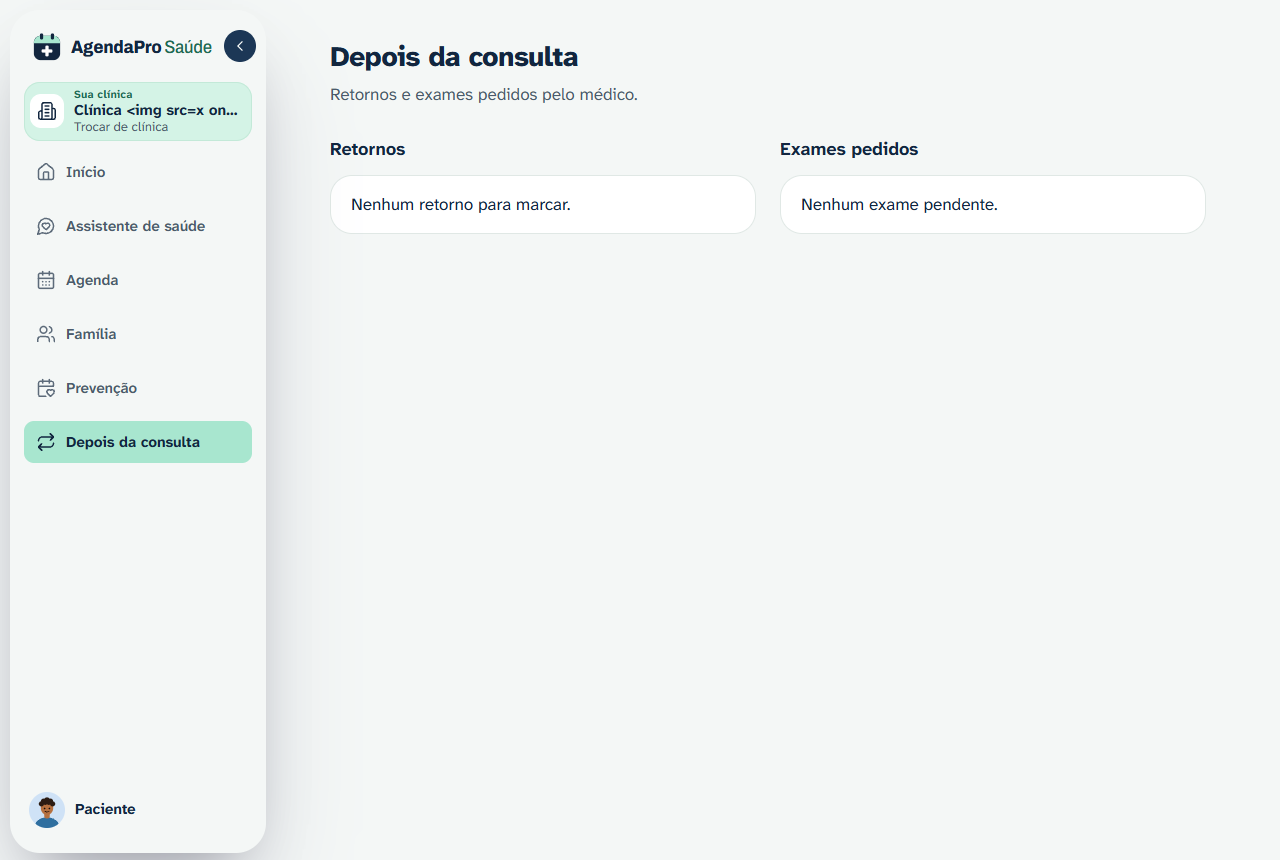 AgendaPro Saúde
Sua clínica
Clínica <img src=x on...
Trocar de clínica
Início
Assistente de saúde
Agenda
Família
Prevenção
Depois da consulta
Paciente
Depois da consulta
Retornos e exames pedidos pelo médico.
Retornos
Nenhum retorno para marcar.
Exames pedidos
Nenhum exame pendente.